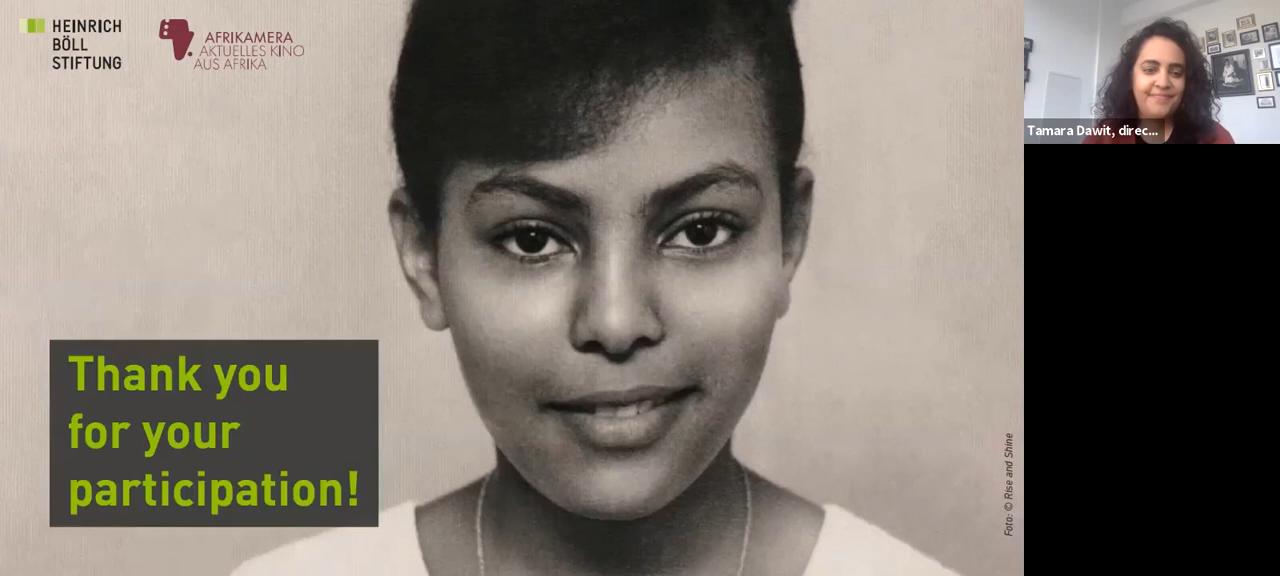 HEINRICH
BÖLL
STIFTUNG
AFRIKAMERA
AKTUELLES KINO
AUS AFRIKA
Tamara Dawit, direc...
Thank you
for your
participation!
Foto: © Rise and Shine